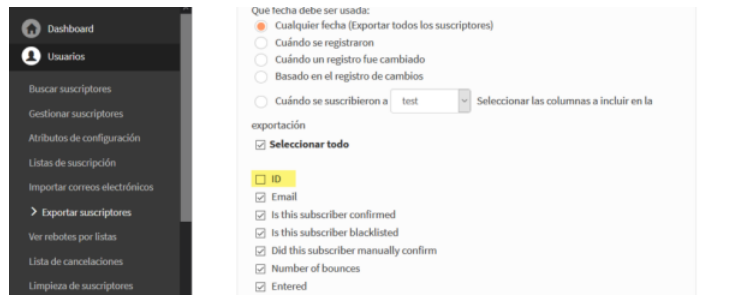 Dashboard
Usuarios
Buscar suscriptores
Gestionar suscriptores
Atributos de configuración
Listas de suscripción
Importar correos electrónicos
Exportar suscriptores
Ver rebotes por listas
Lista de cancelaciones
Limpieza de suscriptores
Qué fecha debe ser usada:
Cualquier fecha (Exportar todos los suscriptores)
Cuándo se registraron
Cuándo un registro fue cambiado
Basado en el registro de cambios
Cuándo se suscribieron a test Seleccionar las columnas a incluir en la
exportación
Seleccionar todo
ID
Email
Is this subscriber confirmed
Is this subscriber blacklisted
Did this subscriber manually confirm
Number of bounces
Entered